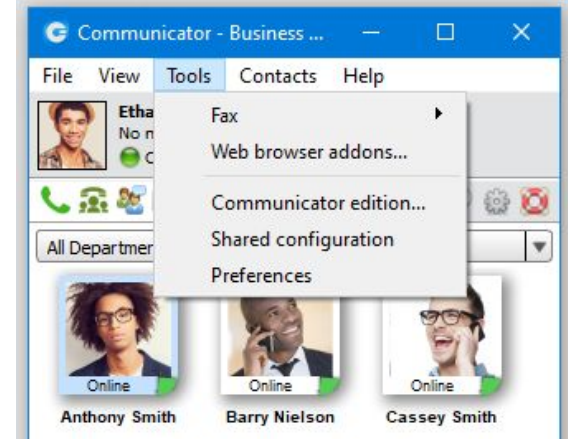 Communicator - Business ...
File View Tools Contacts Help
Fax
Web browser addons...
Communicator edition...
Shared configuration
Preferences
All
Online Online Online
Anthony Smith Barry Nielson Cassey Smith